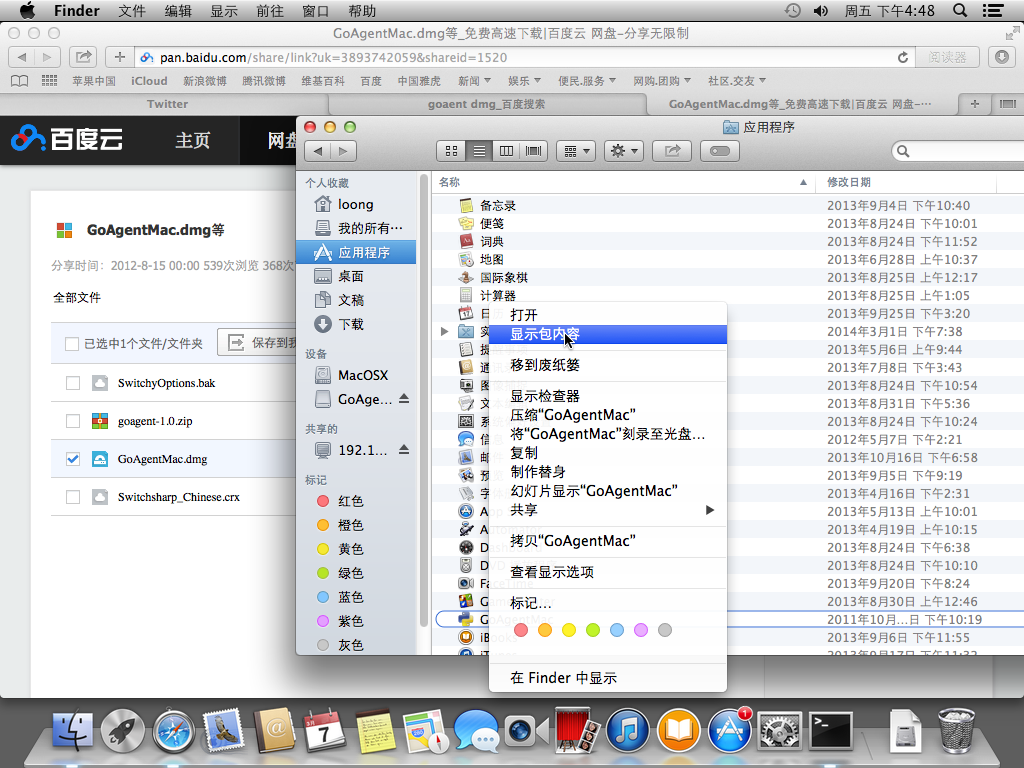 Finder 文件 编辑 显示 前往 窗口 帮助 周五 下午4:48
GoAgentMac.dmg等_免费高速下载|百度云 网盘-分享无限制
pan.baidu.com/share/link?uk=3893742059&shareid=1520
阅读器
苹果中国 iCloud 新浪微博 腾讯微博 维基百科 百度 中国雅虎 新闻 娱乐 便民.服务 网购.团购 社区.交友
Twitter goaent dmg_百度搜索 GoAgentMac.dmg等_免费高速下载|百度云 网盘-…
百度云 主页 网盘
GoAgentMac.dmg等
分享时间：2012-8-15 00:00 539次浏览 368次
全部文件
已选中1个文件/文件夹 保存到我
SwitchyOptions.bak
goagent-1.0.zip
GoAgentMac.dmg
Switchsharp_Chinese.crx
应用程序
个人收藏
loong
我的所有…
应用程序
桌面
文稿
下载
设备
MacOSX
GoAge…
共享的
192.1…
标记
红色
橙色
黄色
绿色
蓝色
紫色
灰色
名称 修改日期
备忘录 2013年9月4日 下午10:40
便笺 2013年8月24日 下午10:01
词典 2013年8月24日 下午11:52
地图 2013年6月28日 上午10:37
国际象棋 2013年8月25日 上午12:17
计算器 2013年8月25日 上午1:05
2013年9月25日 下午3:20
2014年3月1日 下午7:38
2013年5月6日 上午9:44
2013年7月8日 下午3:43
2013年8月24日 下午10:54
2013年8月31日 下午5:36
2013年8月24日 下午10:24
2012年5月7日 下午2:21
2013年10月16日 下午6:58
2013年9月5日 下午9:19
2013年4月16日 下午2:31
2013年5月13日 上午10:01
2013年4月19日 上午10:15
2013年8月24日 下午6:38
2013年8月24日 下午10:10
2013年9月20日 下午8:24
2013年8月30日 上午12:46
2011年10月…日 下午10:19
2013年9月6日 下午11:55
2013年9月17日 下午11:32
打开
显示包内容
移到废纸篓
显示检查器
压缩“GoAgentMac”
将“GoAgentMac”刻录至光盘…
复制
制作替身
幻灯片显示“GoAgentMac”
共享
拷贝“GoAgentMac”
查看显示选项
标记…
在 Finder 中显示
7
1